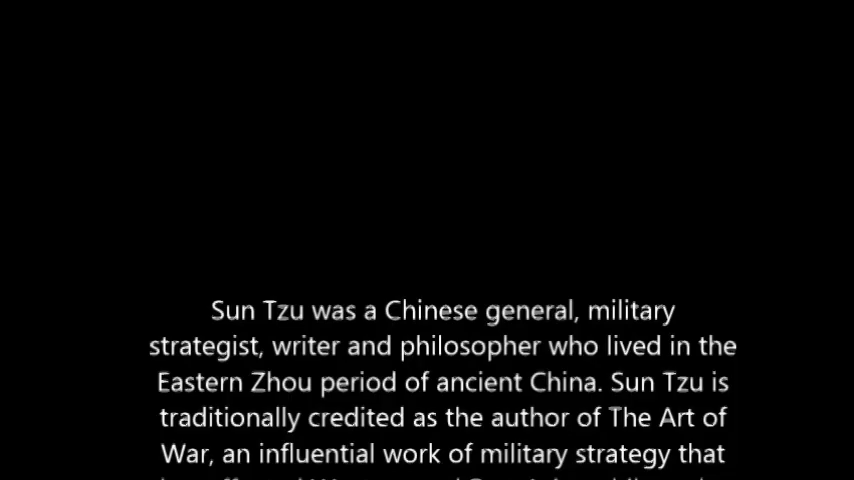 Sun Tzu was a Chinese general, military
strategist, writer and philosopher who lived in the
Eastern Zhou period of ancient China. Sun Tzu is
traditionally credited as the author of The Art of
War, an influential work of military strategy that